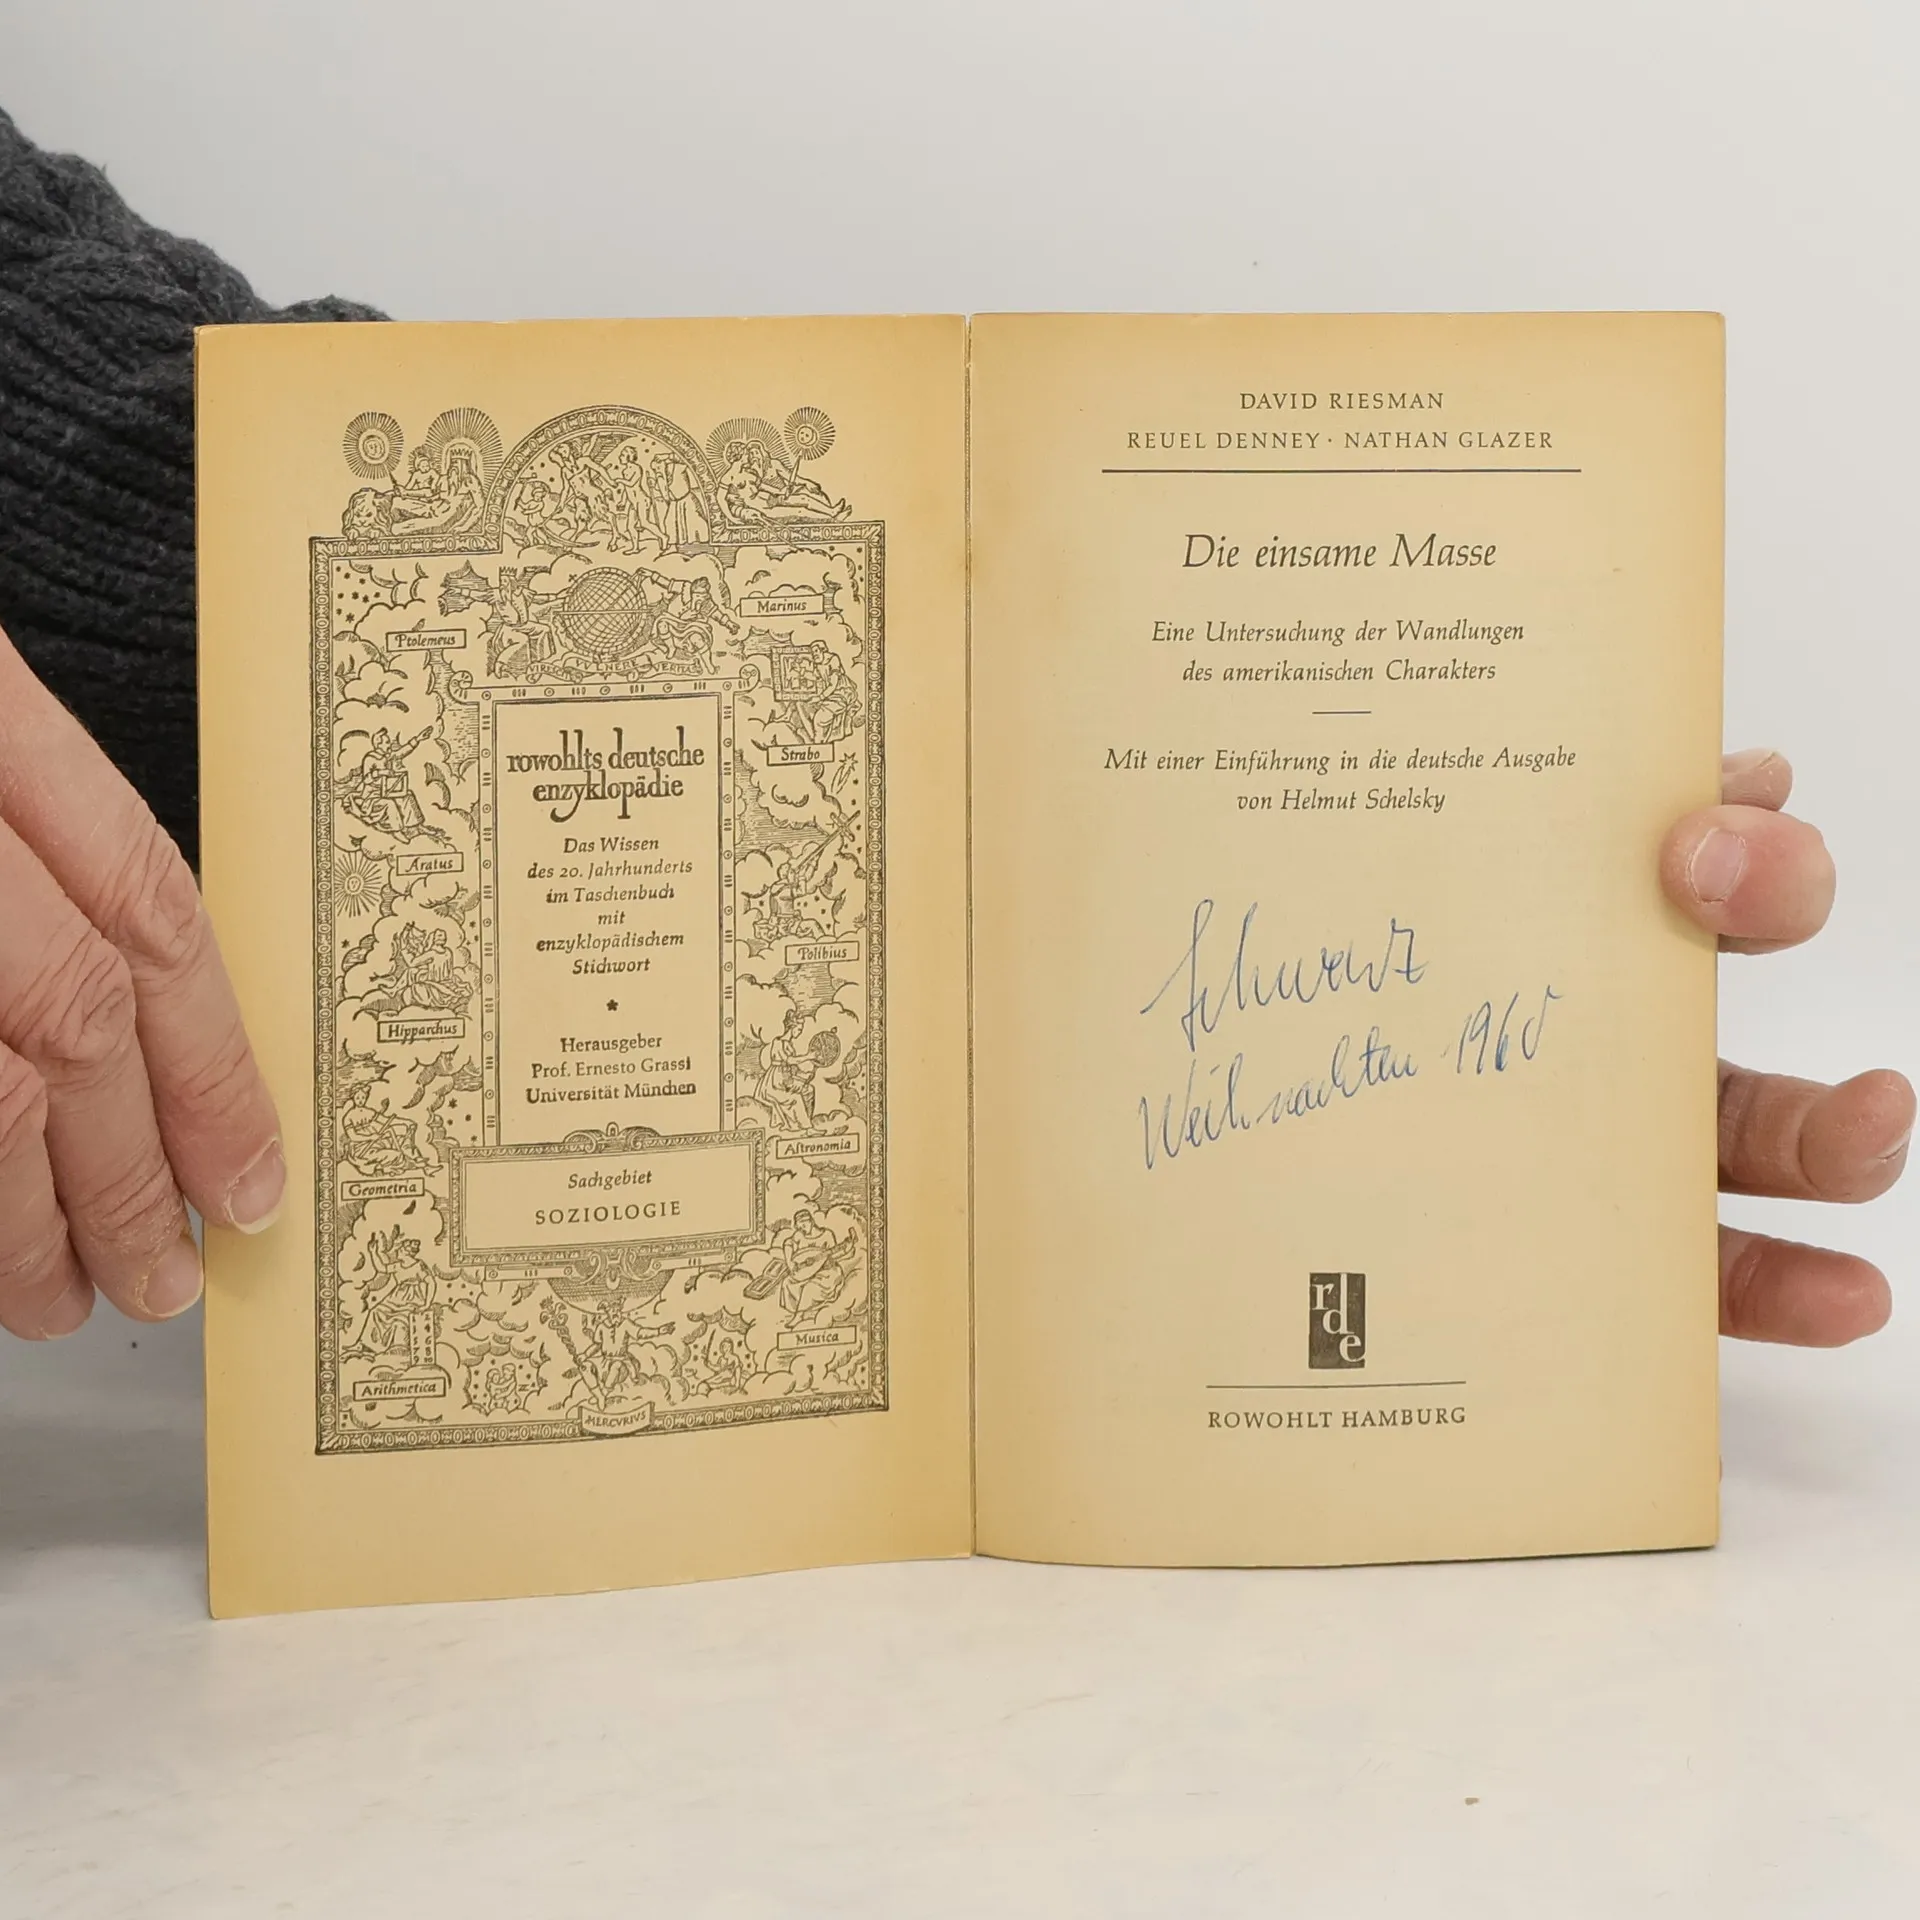 Ptolemeus
Marinus
Strabo
Aratus
Polibius
Hipparchus
Astronomia
Geometria
Musica
Arithmetica
MERCVRIVS
rowohlts deutsche
enzyklopädie
Das Wissen
des 20. Jahrhunderts
im Taschenbuch
mit
enzyklopädischem
Stichwort
*
Herausgeber
Prof. Ernesto Grassi
Universität München
Sachgebiet
SOZIOLOGIE
DAVID RIESMAN
REUEL DENNEY · NATHAN GLAZER
Die einsame Masse
Eine Untersuchung der Wandlungen
des amerikanischen Charakters
Mit einer Einführung in die deutsche Ausgabe
von Helmut Schelsky
Schwarz
Weihnachten 1960
rde
ROWOHLT HAMBURG